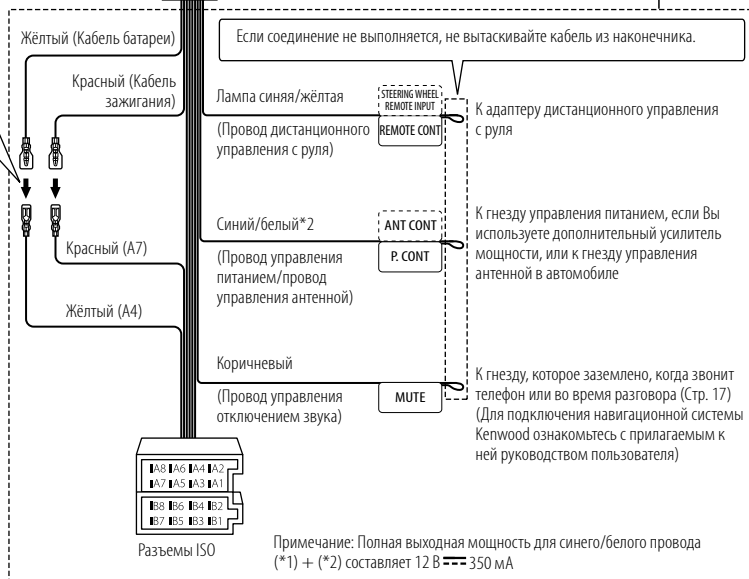 Жёлтый (Кабель батареи)
Если соединение не выполняется, не вытаскивайте кабель из наконечника.
Красный (Кабель
зажигания)
Лампа синяя/жёлтая
(Провод дистанционного
управления с руля)
STEERING WHEEL
REMOTE INPUT
REMOTE CONT
К адаптеру дистанционного управления
с руля
Синий/белый*2
(Провод управления
питанием/провод
управления антенной)
ANT CONT
P. CONT
К гнезду управления питанием, если Вы
используете дополнительный усилитель
мощности, или к гнезду управления
антенной в автомобиле
Красный (A7)
Жёлтый (A4)
Коричневый
(Провод управления
отключением звука)
MUTE
К гнезду, которое заземлено, когда звонит
телефон или во время разговора (Стр. 17)
(Для подключения навигационной системы
Kenwood ознакомьтесь с прилагаемым к
ней руководством пользователя)
A8 A6 A4 A2
A7 A5 A3 A1
B8 B6 B4 B2
B7 B5 B3 B1
Разъемы ISO
Примечание: Полная выходная мощность для синего/белого провода
(*1) + (*2) составляет 12 В ⎓ 350 мА